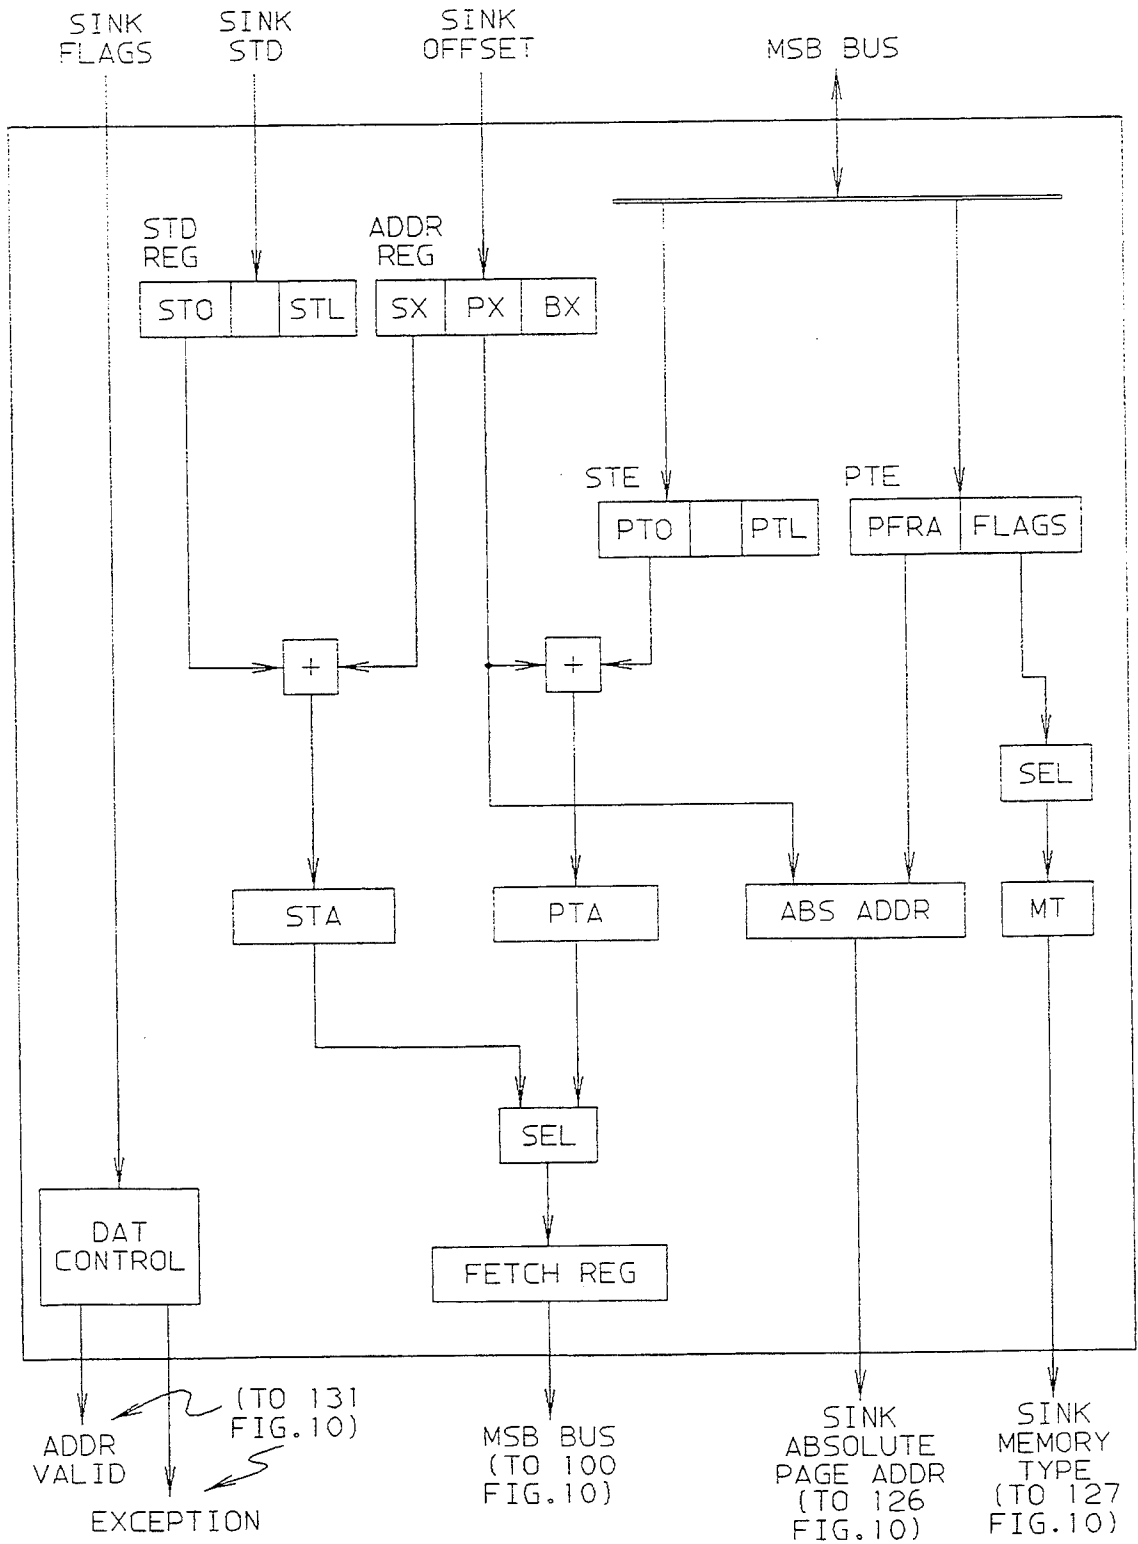 SINK
FLAGS
SINK
STD
SINK
OFFSET
MSB BUS
STD
REG
ADDR
REG
STO
STL
SX
PX
BX
STE
PTE
PTO
PTL
PFRA
FLAGS
+
+
SEL
STA
PTA
ABS ADDR
MT
SEL
DAT
CONTROL
FETCH REG
(TO 131
FIG.10)
ADDR
VALID
EXCEPTION
MSB BUS
(TO 100
FIG.10)
SINK
ABSOLUTE
PAGE ADDR
(TO 126
FIG.10)
SINK
MEMORY
TYPE
(TO 127
FIG.10)